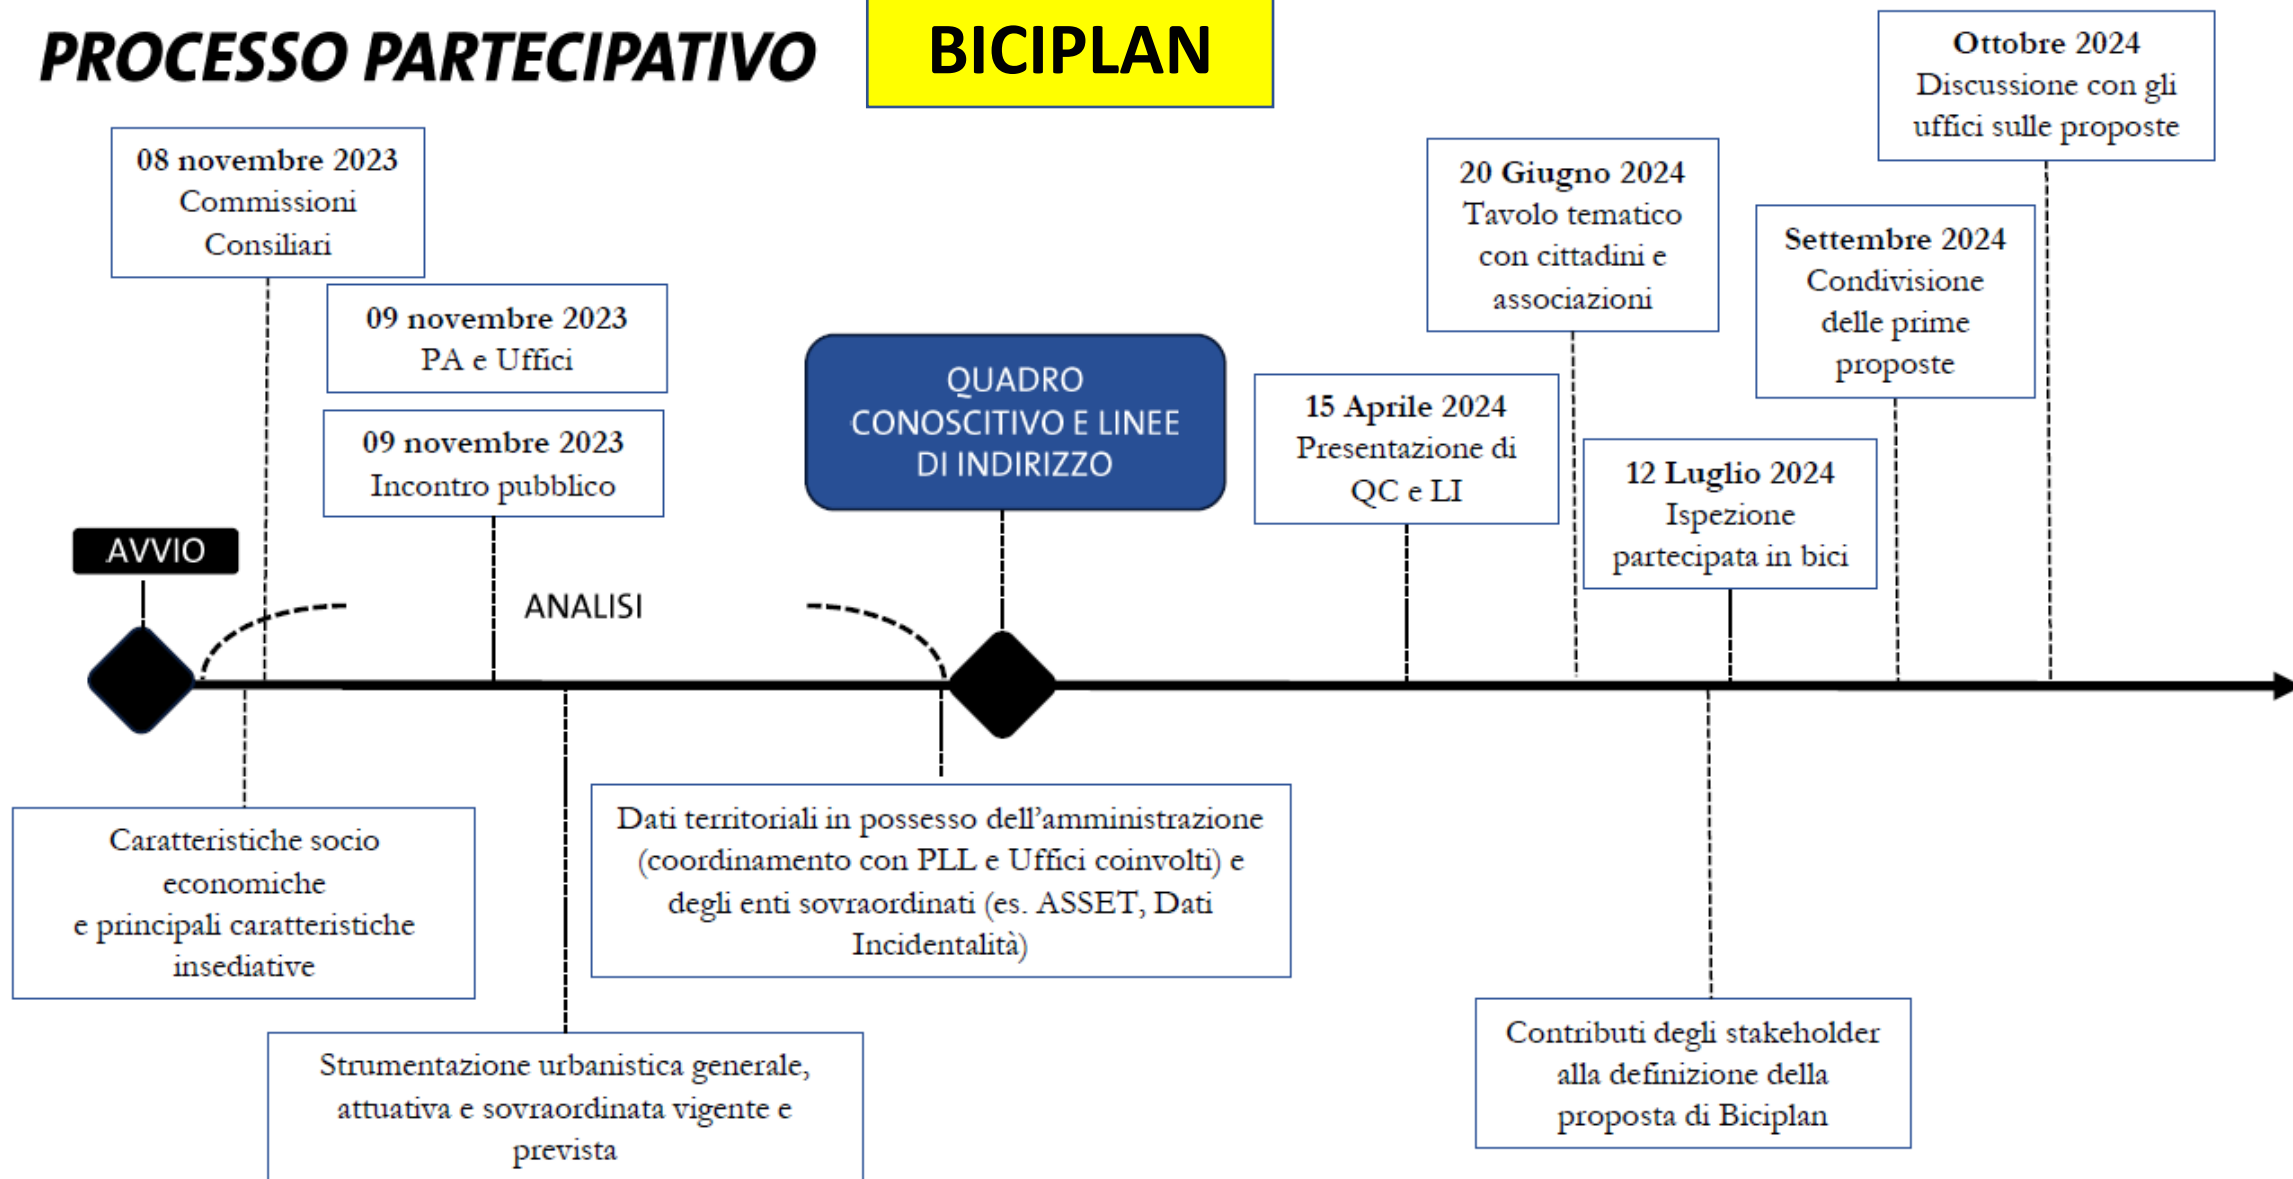 PROCESSO PARTECIPATIVO
BICIPLAN
08 novembre 2023
Commissioni
Consiliari
09 novembre 2023
PA e Uffici
09 novembre 2023
Incontro pubblico
AVVIO
ANALISI
QUADRO
CONOSCITIVO E LINEE
DI INDIRIZZO
15 Aprile 2024
Presentazione di
QC e LI
20 Giugno 2024
Tavolo tematico
con cittadini e
associazioni
12 Luglio 2024
Ispezione
partecipata in bici
Settembre 2024
Condivisione
delle prime
proposte
Ottobre 2024
Discussione con gli
uffici sulle proposte
Caratteristiche socio
economiche
e principali caratteristiche
insediative
Strumentazione urbanistica generale,
attuativa e sovraordinata vigente e
prevista
Dati territoriali in possesso dell’amministrazione
(coordinamento con PLL e Uffici coinvolti) e
degli enti sovraordinati (es. ASSET, Dati
Incidentalità)
Contributi degli stakeholder
alla definizione della
proposta di Biciplan